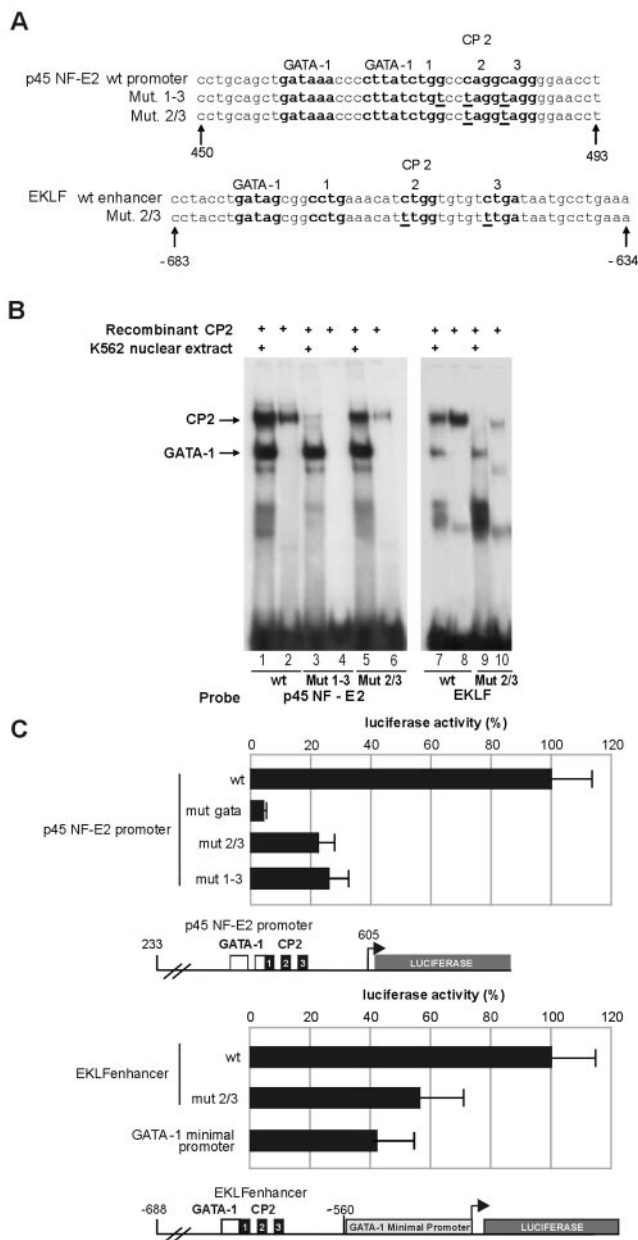 A
CP 2
GATA-1 GATA-1 1 2 3
p45 NF-E2 wt promoter cctgcagctgataaacccccttatctggcccaggcaggggaacct
Mut. 1-3 cctgcagctgataaacccccttatctgtcctaggtaggggaacct
Mut. 2/3 cctgcagctgataaacccccttatctggcctaggtaggggaacct
450 493
CP 2
GATA-1 1 2 3
EKLF wt enhancer cctacctgatagcggccctgaaacatctggtgtgtctgataatgcctgaaa
Mut. 2/3 cctacctgatagcggccctgaaacatttggtgtgtttgataatgcctgaaa
- 683 - 634
B
Recombinant CP2 + + + + + + + + + +
K562 nuclear extract + + + + +
CP2
GATA-1
1 2 3 4 5 6 7 8 9 10
wt Mut 1-3 Mut 2/3 wt Mut 2/3
Probe p45 NF - E2 EKLF
C
luciferase activity (%)
0 20 40 60 80 100 120
wt
mut gata
p45 NF-E2 promoter
mut 2/3
mut 1-3
p45 NF-E2 promoter
233 GATA-1 CP2 605
1 2 3 LUCIFERASE
luciferase activity (%)
0 20 40 60 80 100 120
wt
EKLFenhancer
mut 2/3
GATA-1 minimal
promoter
EKLFenhancer
-688 GATA-1 CP2 -560
1 2 3 GATA-1 Minimal Promoter LUCIFERASE